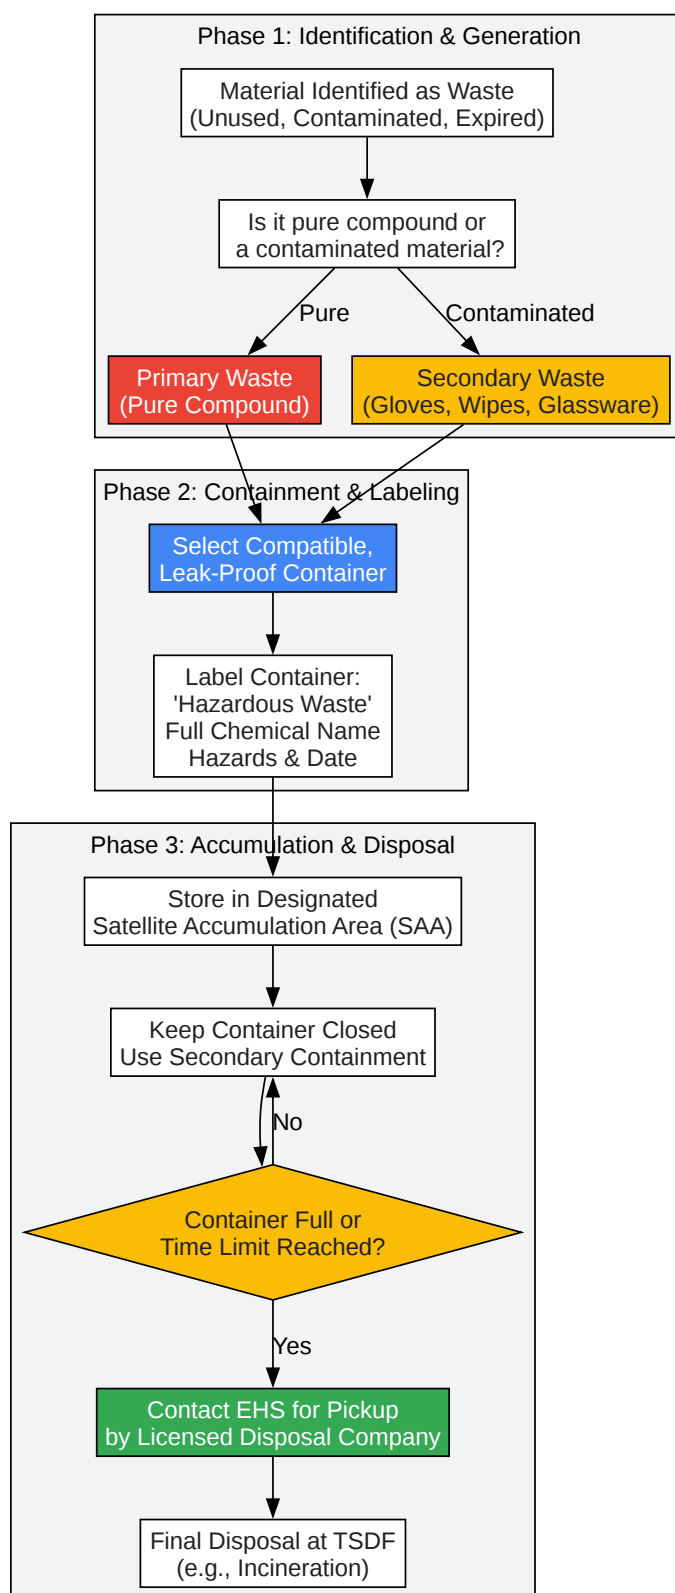 Phase 1: Identification & Generation
Material Identified as Waste
(Unused, Contaminated, Expired)
Is it pure compound or
a contaminated material?
Pure
Contaminated
Primary Waste
(Pure Compound)
Secondary Waste
(Gloves, Wipes, Glassware)
Phase 2: Containment & Labeling
Select Compatible,
Leak-Proof Container
Label Container:
'Hazardous Waste'
Full Chemical Name
Hazards & Date
Phase 3: Accumulation & Disposal
Store in Designated
Satellite Accumulation Area (SAA)
Keep Container Closed
Use Secondary Containment
No
Container Full or
Time Limit Reached?
Yes
Contact EHS for Pickup
by Licensed Disposal Company
Final Disposal at TSDF
(e.g., Incineration)